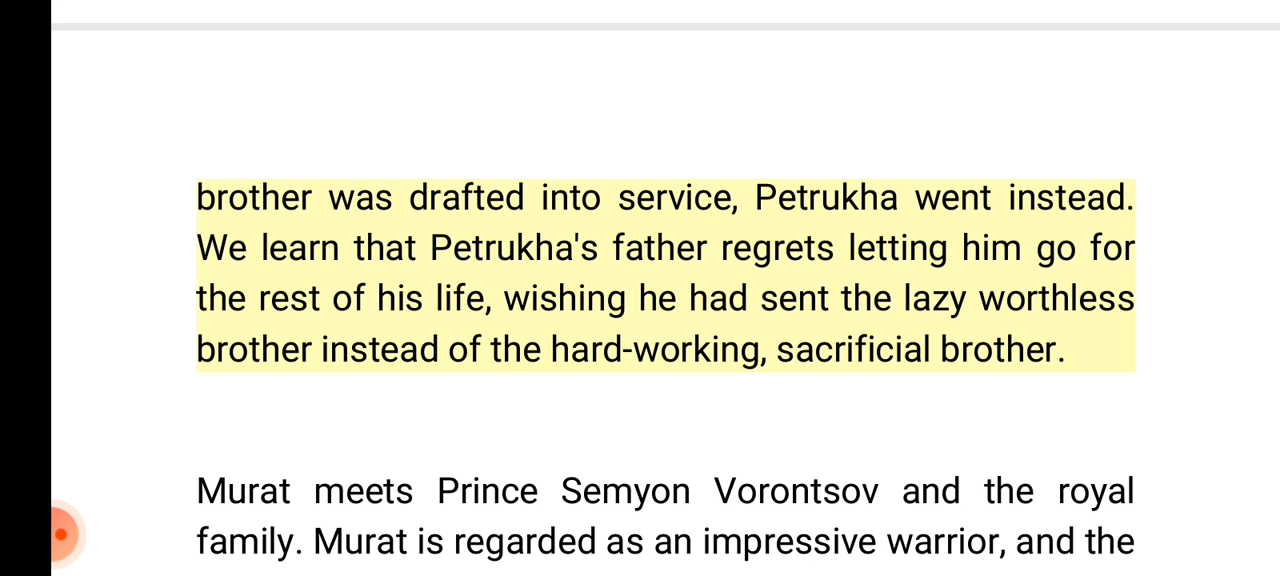 brother was drafted into service, Petrukha went instead.
We learn that Petrukha's father regrets letting him go for
the rest of his life, wishing he had sent the lazy worthless
brother instead of the hard-working, sacrificial brother.
Murat meets Prince Semyon Vorontsov and the royal
family. Murat is regarded as an impressive warrior, and the